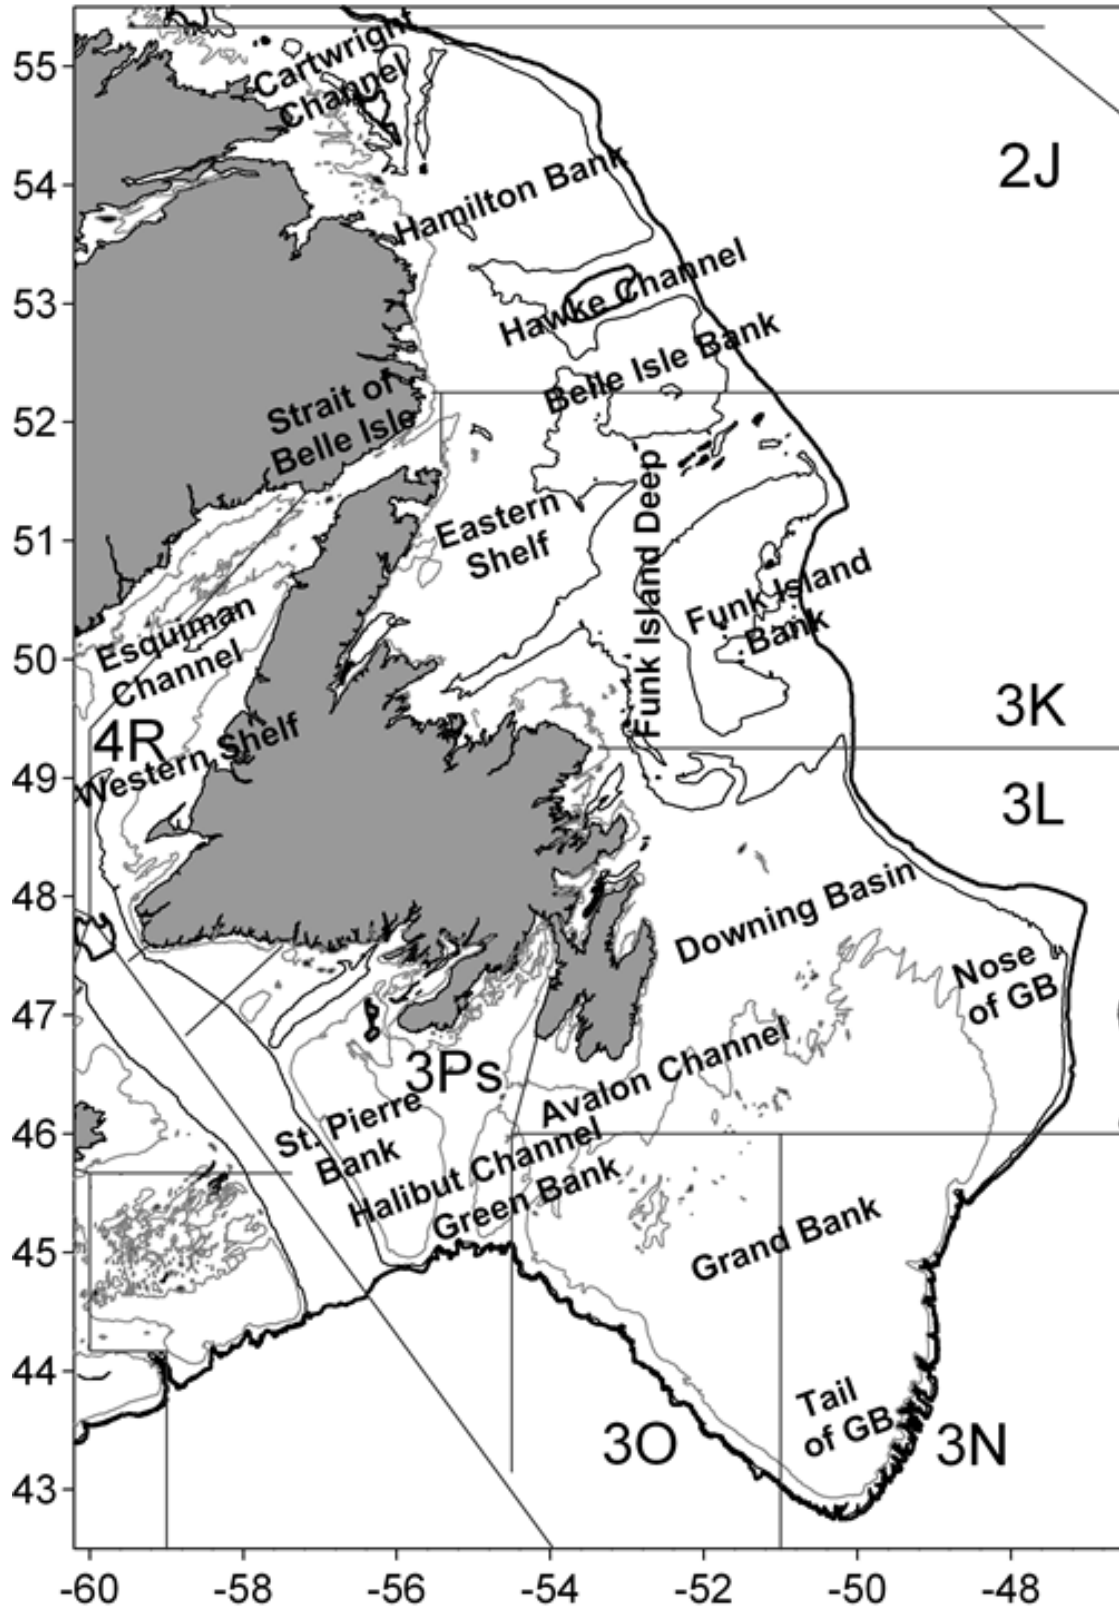 55
54
53
52
51
50
49
48
47
46
45
44
43
Cartwright
Channel
2J
Hamilton Bank
Hawke Channel
Belle Isle Bank
Strait of
Belle Isle
Eastern
Shelf
Funk Island Deep
Funk Island
Bank
Esquiman
Channel
3K
4R
Western Shelf
3L
Downing Basin
Nose
of GB
3Ps
Avalon Channel
St. Pierre
Bank
Halibut Channel
Green Bank
Grand Bank
Tail
of GB
3O
3N
-60
-58
-56
-54
-52
-50
-48